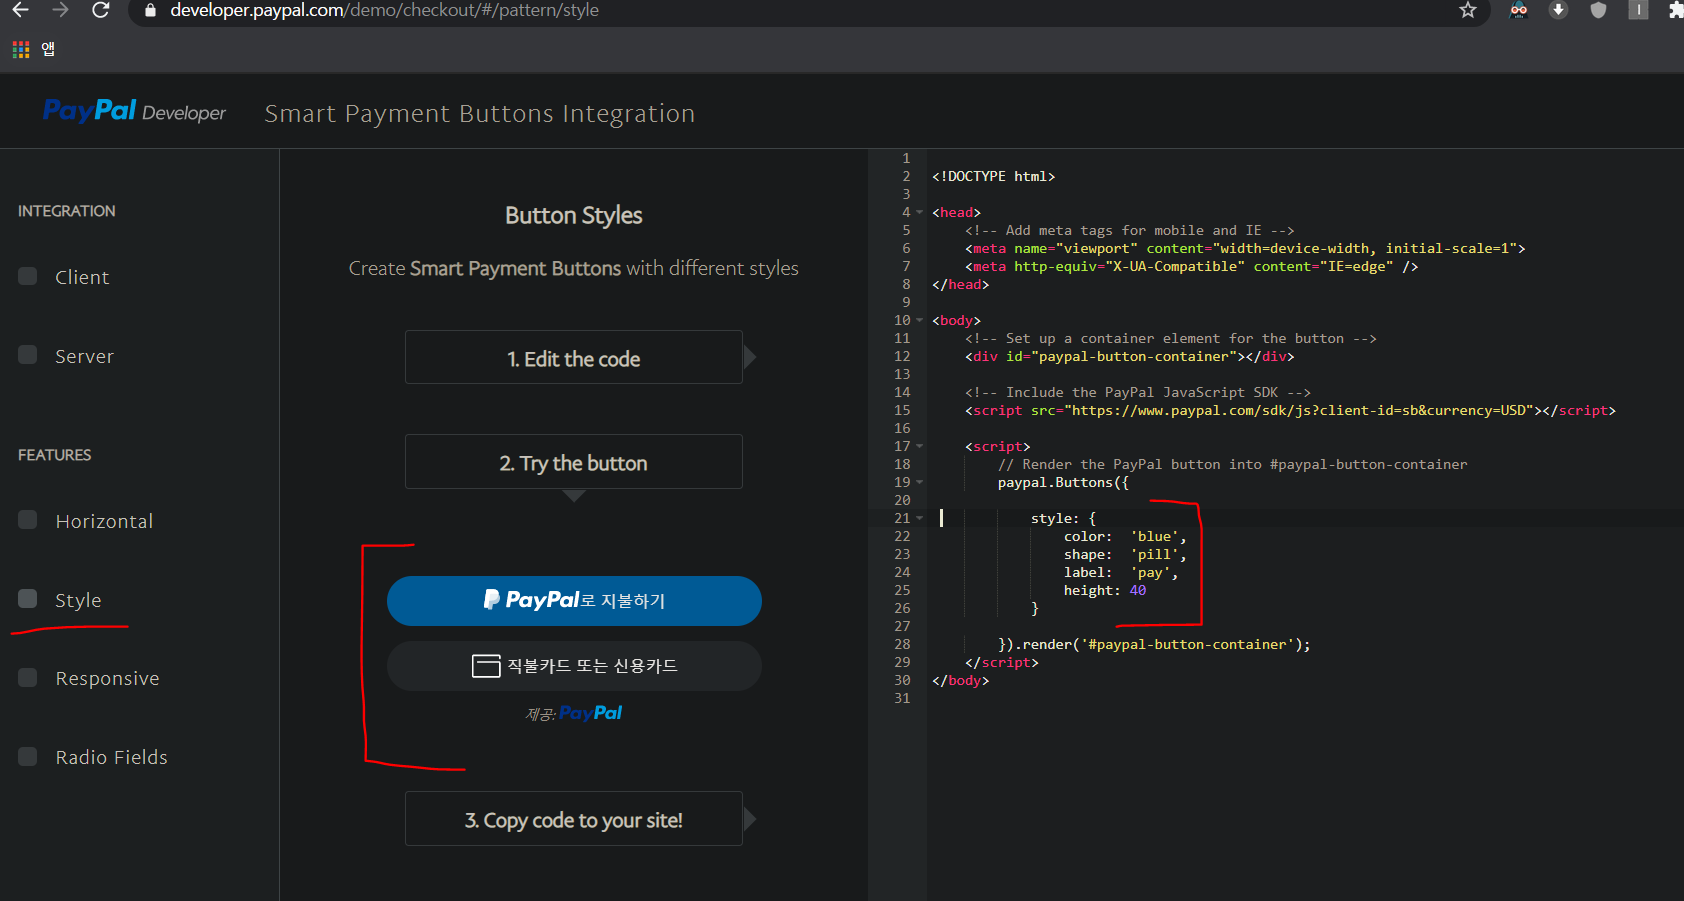 developer.paypal.com/demo/checkout/#/pattern/style
앱
PayPal Developer
Smart Payment Buttons Integration
INTEGRATION
Client
Server
FEATURES
Horizontal
Style
Responsive
Radio Fields
Button Styles
Create Smart Payment Buttons with different styles
1. Edit the code
2. Try the button
PayPal로 지불하기
직불카드 또는 신용카드
제공: PayPal
3. Copy code to your site!
1
2 <!DOCTYPE html>
3
4 <head>
5 <!-- Add meta tags for mobile and IE -->
6 <meta name="viewport" content="width=device-width, initial-scale=1">
7 <meta http-equiv="X-UA-Compatible" content="IE=edge" />
8 </head>
9
10 <body>
11 <!-- Set up a container element for the button -->
12 <div id="paypal-button-container"></div>
13
14 <!-- Include the PayPal JavaScript SDK -->
15 <script src="https://www.paypal.com/sdk/js?client-id=sb&currency=USD"></script>
16
17 <script>
18 // Render the PayPal button into #paypal-button-container
19 paypal.Buttons({
20
21 style: {
22 color: 'blue',
23 shape: 'pill',
24 label: 'pay',
25 height: 40
26 }
27
28 }).render('#paypal-button-container');
29 </script>
30 </body>
31